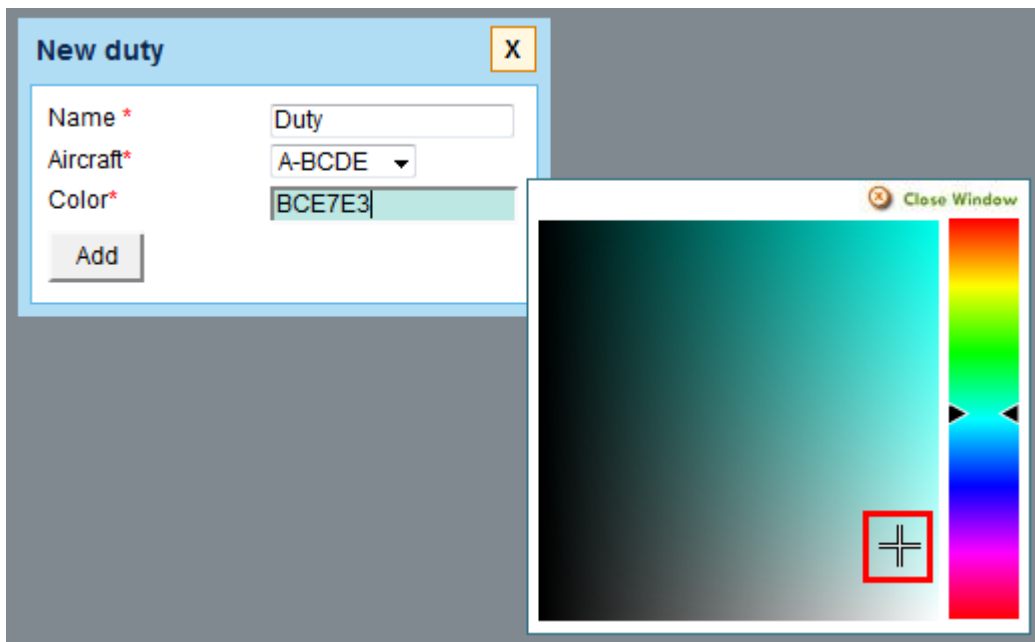 New duty
X
Name *
Duty
Aircraft*
A-BCDE
Color*
BCE7E3
Add
Close Window